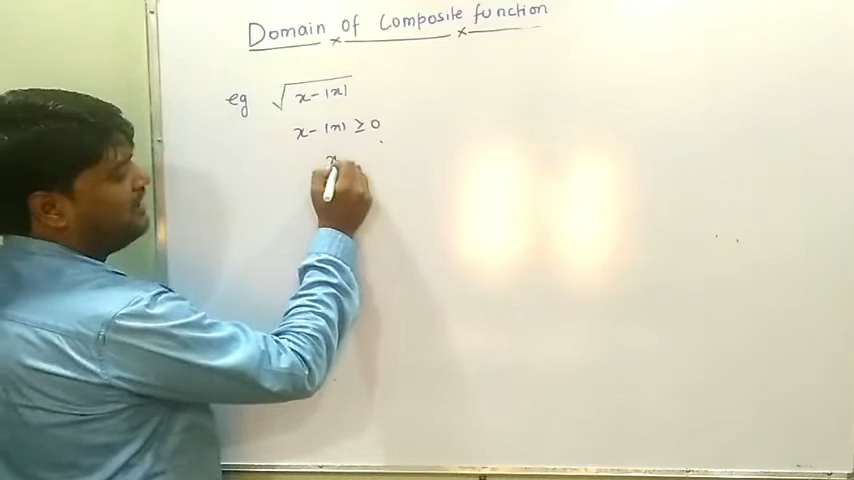 Domain of Composite function
eg √x-|x|
x-|x| ≥ 0
x